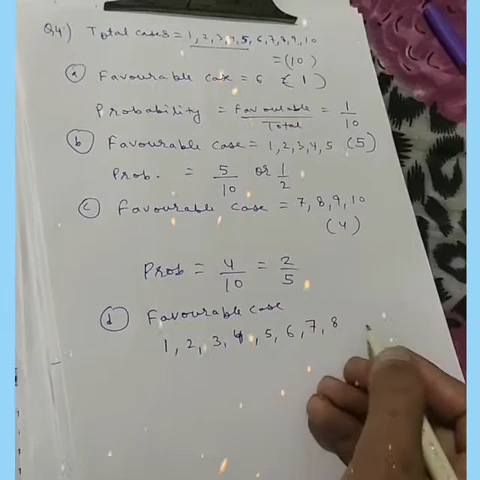 Q4) Total cases = 1, 2, 3, 4, 5, 6, 7, 8, 9, 10
= (10)
(a) Favourable case = 6 (1)
Probability = Favourable/Total = 1/10
(b) Favourable case = 1, 2, 3, 4, 5 (5)
Prob. = 5/10 or 1/2
(c) Favourable case = 7, 8, 9, 10
(4)
Prob = 4/10 = 2/5
(d) Favourable case
1, 2, 3, 4, 5, 6, 7, 8